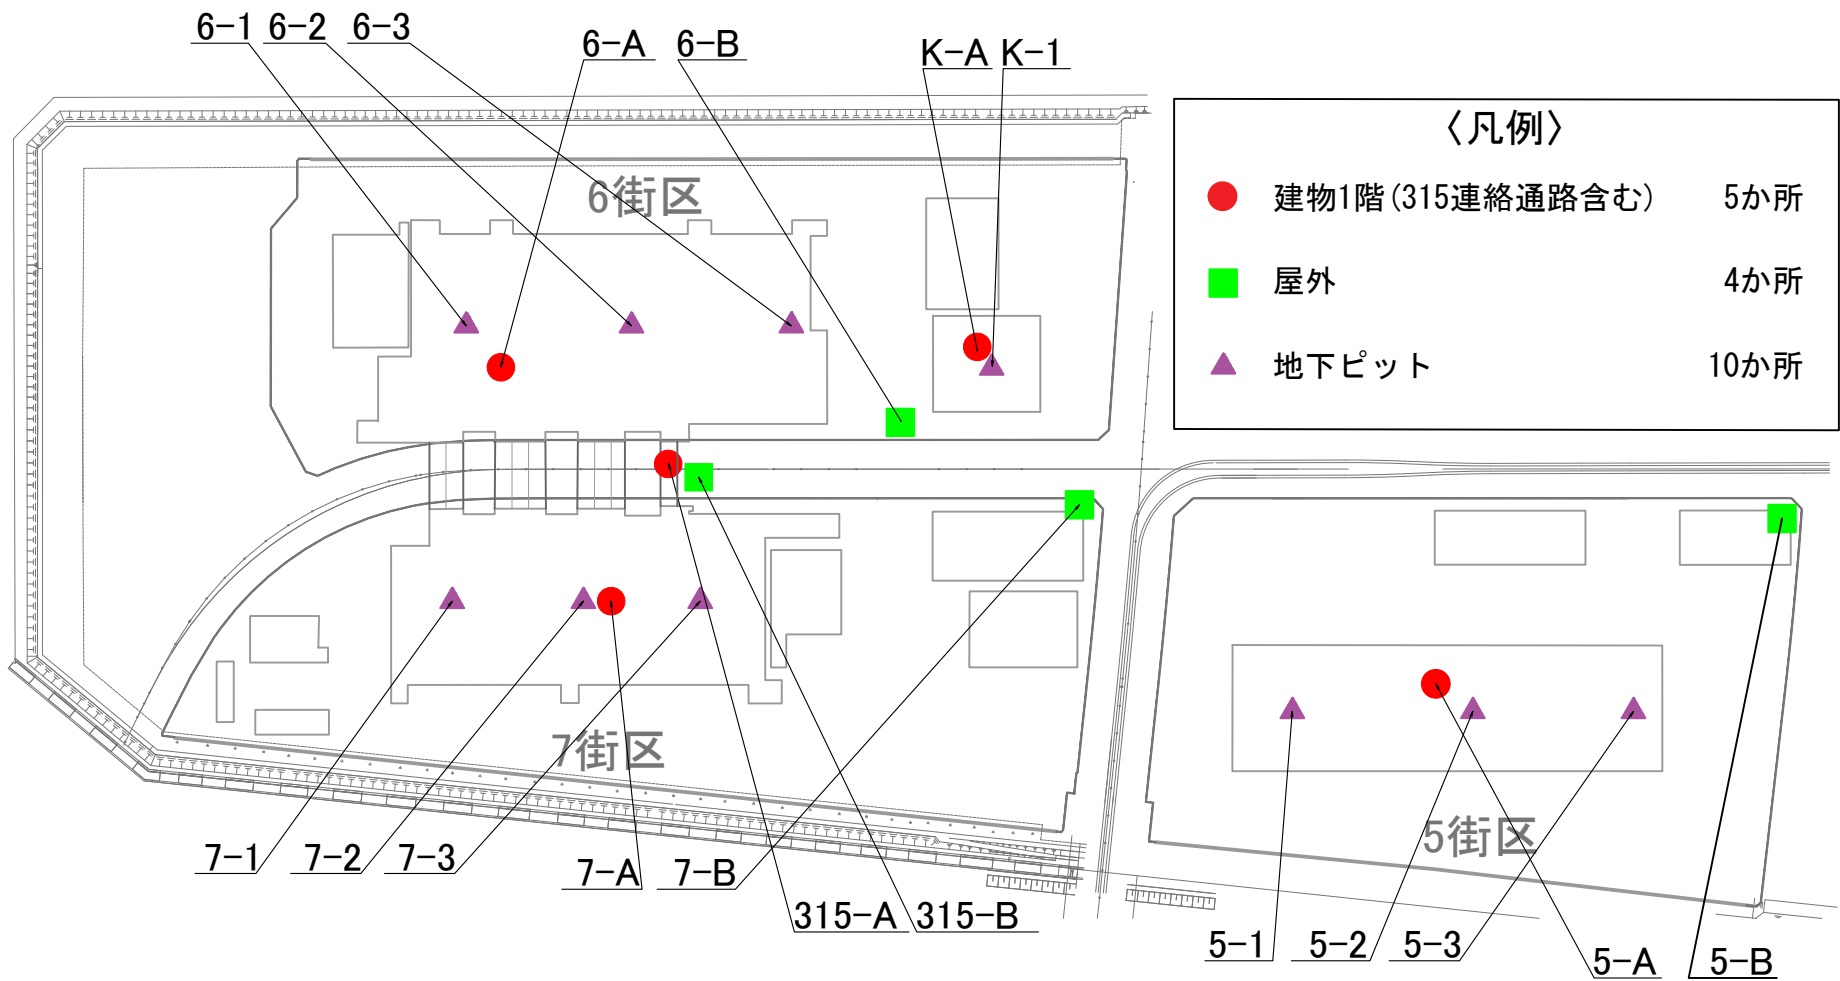 6-1 6-2 6-3
6-A 6-B
K-A K-1
〈凡例〉
建物1階(315連絡通路含む) 5か所
屋外 4か所
地下ピット 10か所
6街区
7街区
5街区
7-1 7-2 7-3
7-A 7-B
315-A 315-B
5-1 5-2 5-3
5-A 5-B